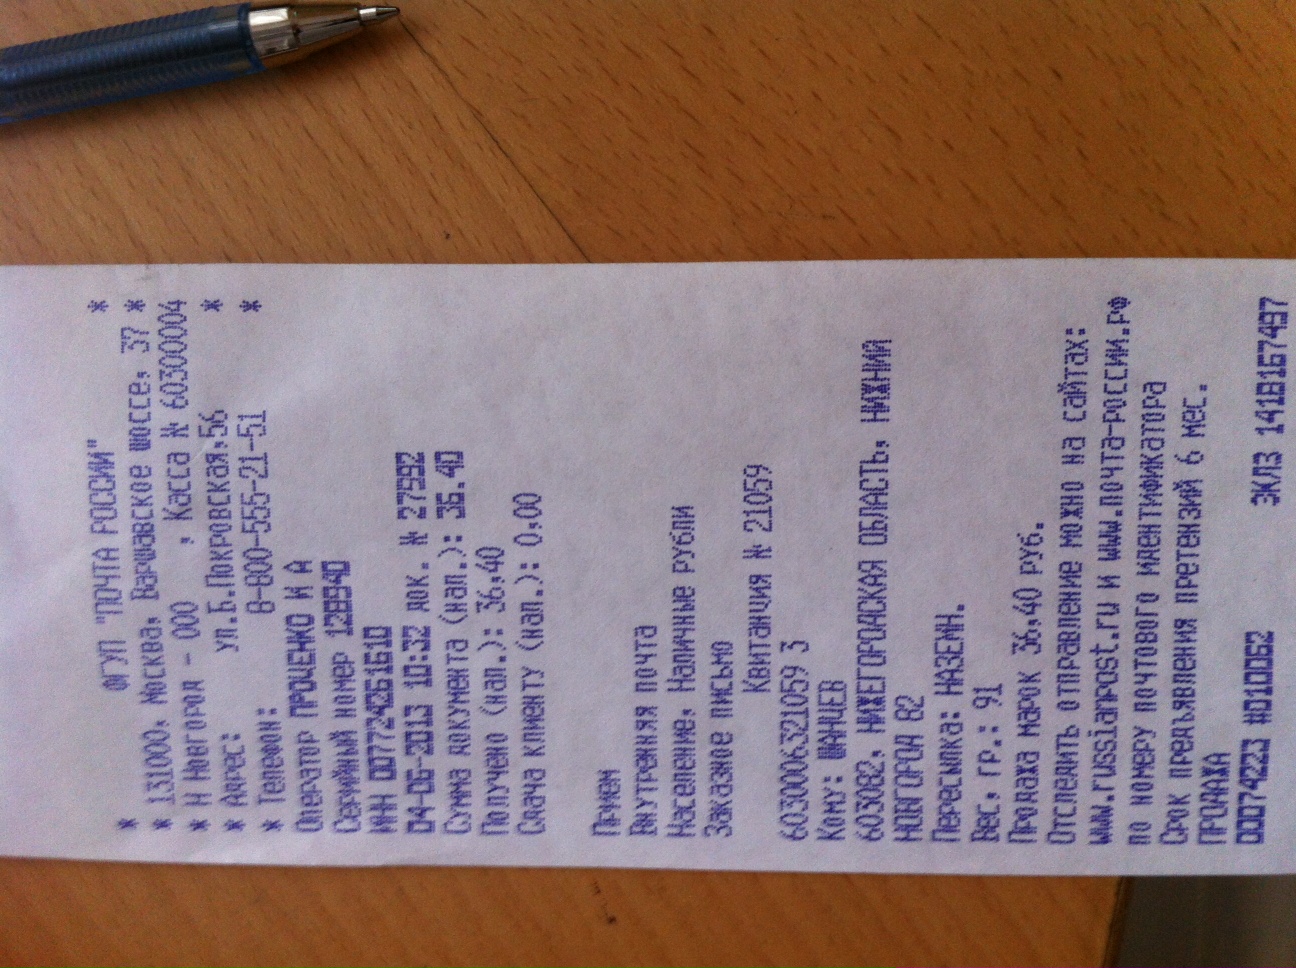 * ФГУП "ПОЧТА РОССИИ" *
* 131000, Москва, Варшавское шоссе, 37 *
* Н Новгород - 000 , Касса № 60300004
* Адрес: ул.Б.Покровская,56 *
* Телефон: 8-800-555-21-51 *
Оператор ПРОЦЕНКО И А
Серийный номер 128540
ИНН 007724261610
04-06-2013 10:32 док. № 27992
Сумма документа (нал.): 36.40
Получено (нал.): 36,40
Сдача клиенту (нал.): 0,00
Прием
Внутренняя почта
Население, Наличные рубли
Заказное письмо
Квитанция № 21059
6030006321059 3
Кому: ШАНЦЕВ
603082, НИЖЕГОРОДСКАЯ ОБЛАСТЬ, НИЖНИЙ
НОВГОРОД 82
Пересылка: НАЗЕМН.
Вес, гр.: 91
Продажа марок 36,40 руб.
Отследить отправление можно на сайтах:
www.russianpost.ru и www.почта-россии.рф
по номеру почтового идентификатора
Срок предъявления претензий 6 мес.
ПРОДАЖА
00074223 #010062 ЭКЛЗ 1418167497